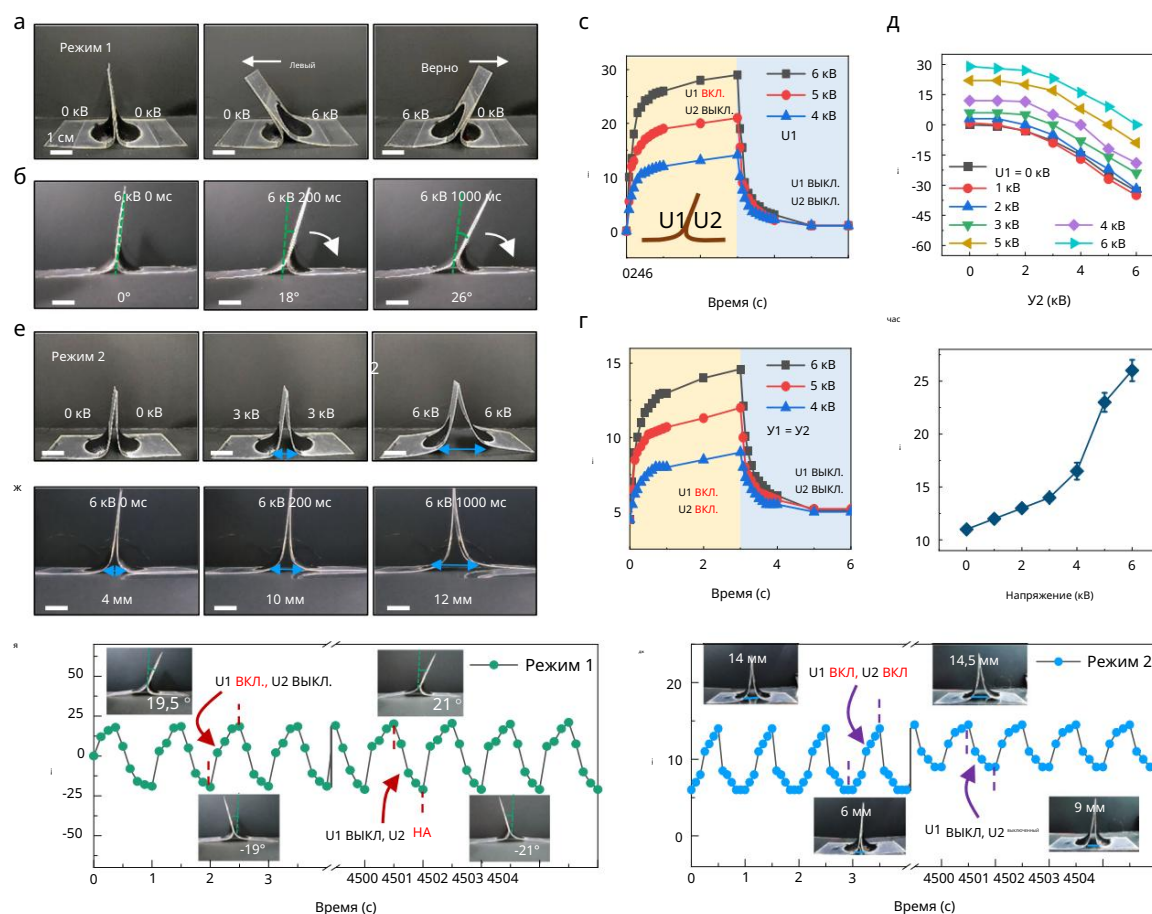 а
Режим 1
0 кВ 0 кВ
1 см
Левый
0 кВ 6 кВ
Верно
6 кВ 0 кВ
б
6 кВ 0 мс
0°
6 кВ 200 мс
18°
6 кВ 1000 мс
26°
с
30
20
10
0
6 кВ
5 кВ
4 кВ
U1 ВКЛ.
U2 ВЫКЛ.
U1
U1 ВЫКЛ.
U2 ВЫКЛ.
U1 U2
0246
Время (с)
д
30
15
0
-15
-30
-45
-60
U1 = 0 кВ
1 кВ
2 кВ
3 кВ 4 кВ
5 кВ 6 кВ
0 2 4 6
У2 (кВ)
е
Режим 2
0 кВ 0 кВ
3 кВ 3 кВ
2
6 кВ 6 кВ
ж
6 кВ 0 мс
4 мм
6 кВ 200 мс
10 мм
6 кВ 1000 мс
12 мм
г
15
10
5
6 кВ
5 кВ
4 кВ
У1 = У2
U1 ВКЛ.
U2 ВКЛ.
U1 ВЫКЛ.
U2 ВЫКЛ.
0 2 4 6
Время (с)
час
25
20
15
10
0 2 4 6
Напряжение (кВ)
я
50
25
0
-25
-50
Режим 1
19,5 °
U1 ВКЛ., U2 ВЫКЛ.
21 °
-19°
U1 ВЫКЛ, U2 НА
-21°
0 1 2 3 4500 4501 4502 4503 4504
Время (с)
20
10
0
Режим 2
14 мм
U1 ВКЛ, U2 ВКЛ
14,5 мм
6 мм
U1 ВЫКЛ, U2 выключенный
9 мм
0 1 2 3 4500 4501 4502 4503 4504
Время (с)